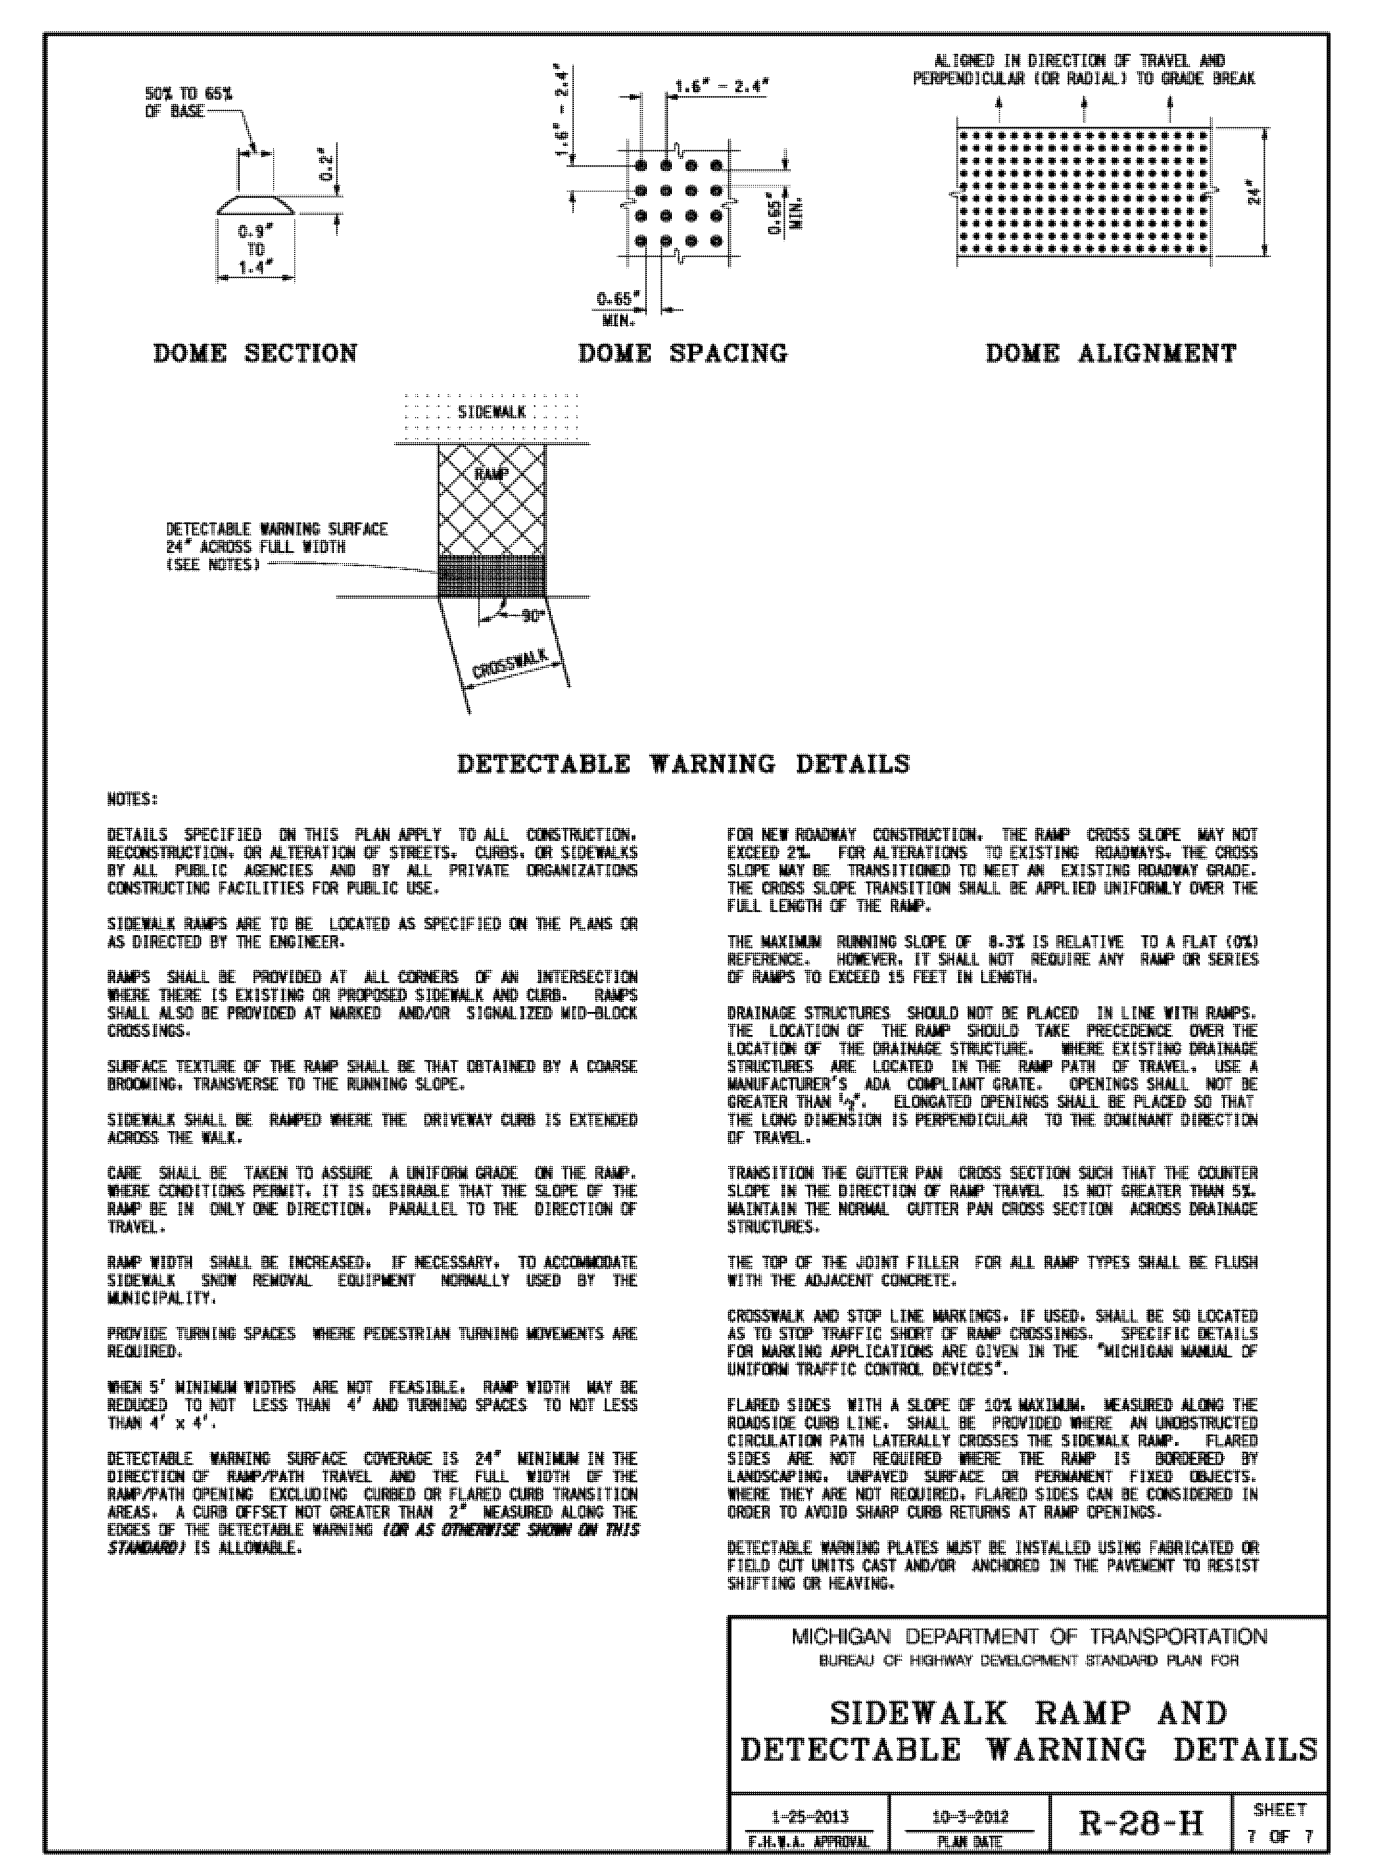 50% TO 65%
OF BASE
0.2"
0.9"
TO
1.4"
DOME SECTION
1.6" - 2.4"
1.6" - 2.4"
0.65"
MIN.
0.65"
MIN.
DOME SPACING
ALIGNED IN DIRECTION OF TRAVEL AND
PERPENDICULAR (OR RADIAL) TO GRADE BREAK
24"
DOME ALIGNMENT
SIDEWALK
RAMP
DETECTABLE WARNING SURFACE
24" ACROSS FULL WIDTH
(SEE NOTES)
90°
CROSSWALK
DETECTABLE WARNING DETAILS
NOTES:
DETAILS SPECIFIED ON THIS PLAN APPLY TO ALL CONSTRUCTION,
RECONSTRUCTION, OR ALTERATION OF STREETS, CURBS, OR SIDEWALKS
BY ALL PUBLIC AGENCIES AND BY ALL PRIVATE ORGANIZATIONS
CONSTRUCTING FACILITIES FOR PUBLIC USE.
SIDEWALK RAMPS ARE TO BE LOCATED AS SPECIFIED ON THE PLANS OR
AS DIRECTED BY THE ENGINEER.
RAMPS SHALL BE PROVIDED AT ALL CORNERS OF AN INTERSECTION
WHERE THERE IS EXISTING OR PROPOSED SIDEWALK AND CURB. RAMPS
SHALL ALSO BE PROVIDED AT MARKED AND/OR SIGNALIZED MID-BLOCK
CROSSINGS.
SURFACE TEXTURE OF THE RAMP SHALL BE THAT OBTAINED BY A COARSE
BROOMING, TRANSVERSE TO THE RUNNING SLOPE.
SIDEWALK SHALL BE RAMPED WHERE THE DRIVEWAY CURB IS EXTENDED
ACROSS THE WALK.
CARE SHALL BE TAKEN TO ASSURE A UNIFORM GRADE ON THE RAMP.
WHERE CONDITIONS PERMIT, IT IS DESIRABLE THAT THE SLOPE OF THE
RAMP BE IN ONLY ONE DIRECTION, PARALLEL TO THE DIRECTION OF
TRAVEL.
RAMP WIDTH SHALL BE INCREASED, IF NECESSARY, TO ACCOMMODATE
SIDEWALK SNOW REMOVAL EQUIPMENT NORMALLY USED BY THE
MUNICIPALITY.
PROVIDE TURNING SPACES WHERE PEDESTRIAN TURNING MOVEMENTS ARE
REQUIRED.
WHEN 5' MINIMUM WIDTHS ARE NOT FEASIBLE, RAMP WIDTH MAY BE
REDUCED TO NOT LESS THAN 4' AND TURNING SPACES TO NOT LESS
THAN 4' x 4'.
DETECTABLE WARNING SURFACE COVERAGE IS 24" MINIMUM IN THE
DIRECTION OF RAMP/PATH TRAVEL AND THE FULL WIDTH OF THE
RAMP/PATH OPENING EXCLUDING CURBED OR FLARED CURB TRANSITION
AREAS. A CURB OFFSET NOT GREATER THAN 2" MEASURED ALONG THE
EDGES OF THE DETECTABLE WARNING (OR AS OTHERWISE SHOWN ON THIS
STANDARD) IS ALLOWABLE.
FOR NEW ROADWAY CONSTRUCTION, THE RAMP CROSS SLOPE MAY NOT
EXCEED 2%. FOR ALTERATIONS TO EXISTING ROADWAYS, THE CROSS
SLOPE MAY BE TRANSITIONED TO MEET AN EXISTING ROADWAY GRADE.
THE CROSS SLOPE TRANSITION SHALL BE APPLIED UNIFORMLY OVER THE
FULL LENGTH OF THE RAMP.
THE MAXIMUM RUNNING SLOPE OF 8.3% IS RELATIVE TO A FLAT (0%)
REFERENCE. HOWEVER, IT SHALL NOT REQUIRE ANY RAMP OR SERIES
OF RAMPS TO EXCEED 15 FEET IN LENGTH.
DRAINAGE STRUCTURES SHOULD NOT BE PLACED IN LINE WITH RAMPS.
THE LOCATION OF THE RAMP SHOULD TAKE PRECEDENCE OVER THE
LOCATION OF THE DRAINAGE STRUCTURE. WHERE EXISTING DRAINAGE
STRUCTURES ARE LOCATED IN THE RAMP PATH OF TRAVEL, USE A
MANUFACTURER'S ADA COMPLIANT GRATE. OPENINGS SHALL NOT BE
GREATER THAN ½". ELONGATED OPENINGS SHALL BE PLACED SO THAT
THE LONG DIMENSION IS PERPENDICULAR TO THE DOMINANT DIRECTION
OF TRAVEL.
TRANSITION THE GUTTER PAN CROSS SECTION SUCH THAT THE COUNTER
SLOPE IN THE DIRECTION OF RAMP TRAVEL IS NOT GREATER THAN 5%.
MAINTAIN THE NORMAL GUTTER PAN CROSS SECTION ACROSS DRAINAGE
STRUCTURES.
THE TOP OF THE JOINT FILLER FOR ALL RAMP TYPES SHALL BE FLUSH
WITH THE ADJACENT CONCRETE.
CROSSWALK AND STOP LINE MARKINGS, IF USED, SHALL BE SO LOCATED
AS TO STOP TRAFFIC SHORT OF RAMP CROSSINGS. SPECIFIC DETAILS
FOR MARKING APPLICATIONS ARE GIVEN IN THE "MICHIGAN MANUAL OF
UNIFORM TRAFFIC CONTROL DEVICES".
FLARED SIDES WITH A SLOPE OF 10% MAXIMUM, MEASURED ALONG THE
ROADSIDE CURB LINE, SHALL BE PROVIDED WHERE AN UNOBSTRUCTED
CIRCULATION PATH LATERALLY CROSSES THE SIDEWALK RAMP. FLARED
SIDES ARE NOT REQUIRED WHERE THE RAMP IS BORDERED BY
LANDSCAPING, UNPAVED SURFACE OR PERMANENT FIXED OBJECTS.
WHERE THEY ARE NOT REQUIRED, FLARED SIDES CAN BE CONSIDERED IN
ORDER TO AVOID SHARP CURB RETURNS AT RAMP OPENINGS.
DETECTABLE WARNING PLATES MUST BE INSTALLED USING FABRICATED OR
FIELD CUT UNITS CAST AND/OR ANCHORED IN THE PAVEMENT TO RESIST
SHIFTING OR HEAVING.
MICHIGAN DEPARTMENT OF TRANSPORTATION
BUREAU OF HIGHWAY DEVELOPMENT STANDARD PLAN FOR
SIDEWALK RAMP AND
DETECTABLE WARNING DETAILS
1-25-2013
F.H.W.A. APPROVAL
10-3-2012
PLAN DATE
R-28-H
SHEET
7 OF 7